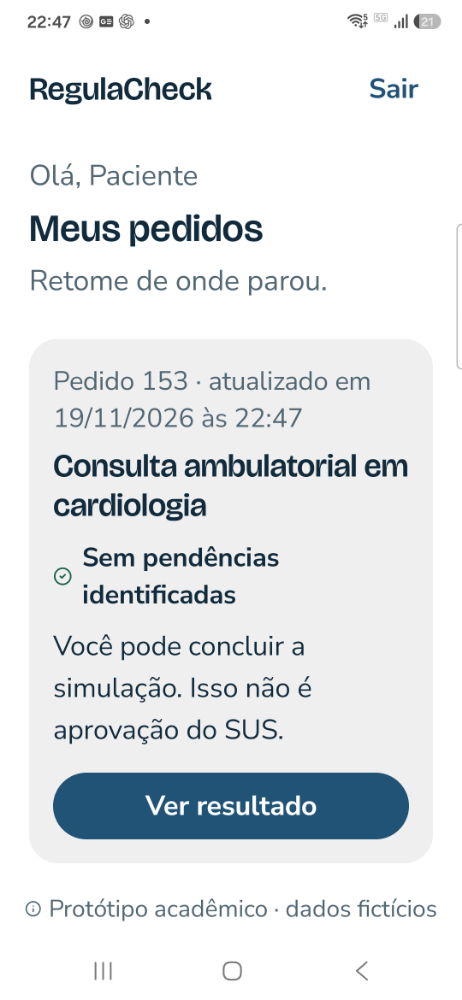 22:47
5G 21
RegulaCheck Sair
Olá, Paciente
Meus pedidos
Retome de onde parou.
Pedido 153 · atualizado em
19/11/2026 às 22:47
Consulta ambulatorial em
cardiologia
Sem pendências
identificadas
Você pode concluir a
simulação. Isso não é
aprovação do SUS.
Ver resultado
Protótipo acadêmico · dados fictícios